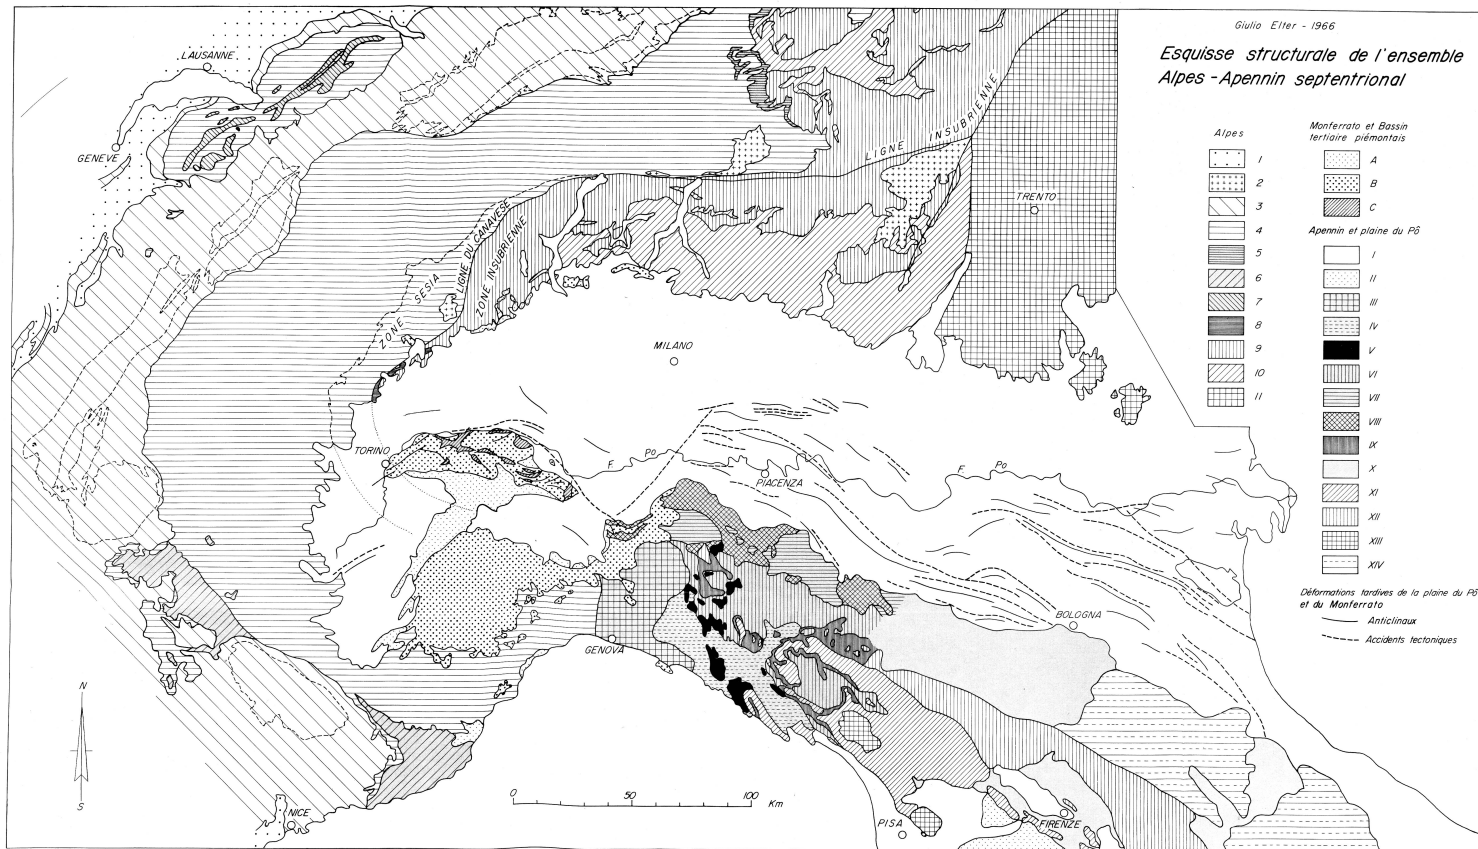 Giulio Elter - 1966
Esquisse structurale de l'ensemble
Alpes - Apennin septentrional
Alpes
1
2
3
4
5
6
7
8
9
10
11
Monferrato et Bassin
tertiaire piémontais
A
B
C
Apennin et plaine du Pô
I
II
III
IV
V
VI
VII
VIII
IX
X
XI
XII
XIII
XIV
Déformations tardives de la plaine du Pô
et du Monferrato
Anticlinaux
Accidents tectoniques
LAUSANNE
GENEVE
LIGNE INSUBRIENNE
TRENTO
ZONE SESIA
LIGNE DU CANAVESE
ZONE INSUBRIENNE
MILANO
TORINO
F. Po
PIACENZA
F. Po
BOLOGNA
GENOVA
N
S
NICE
0 50 100 Km
PISA
FIRENZE